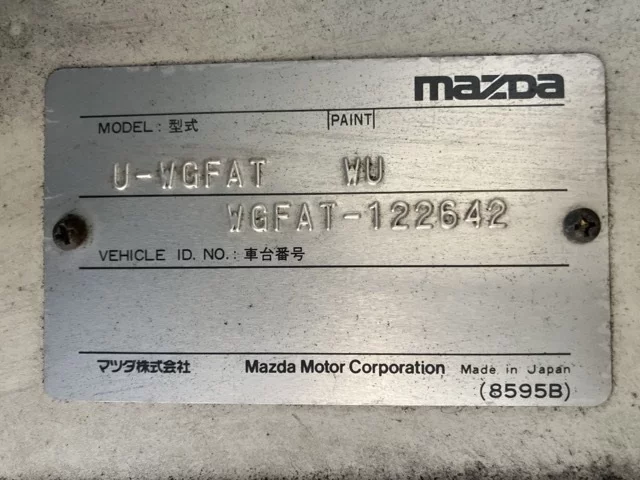 mazda
MODEL: 型式 PAINT
U-WGFAT WU
WGFAT-122642
VEHICLE ID. NO.: 車台番号
マツダ株式会社 Mazda Motor Corporation Made in Japan
(8595B)